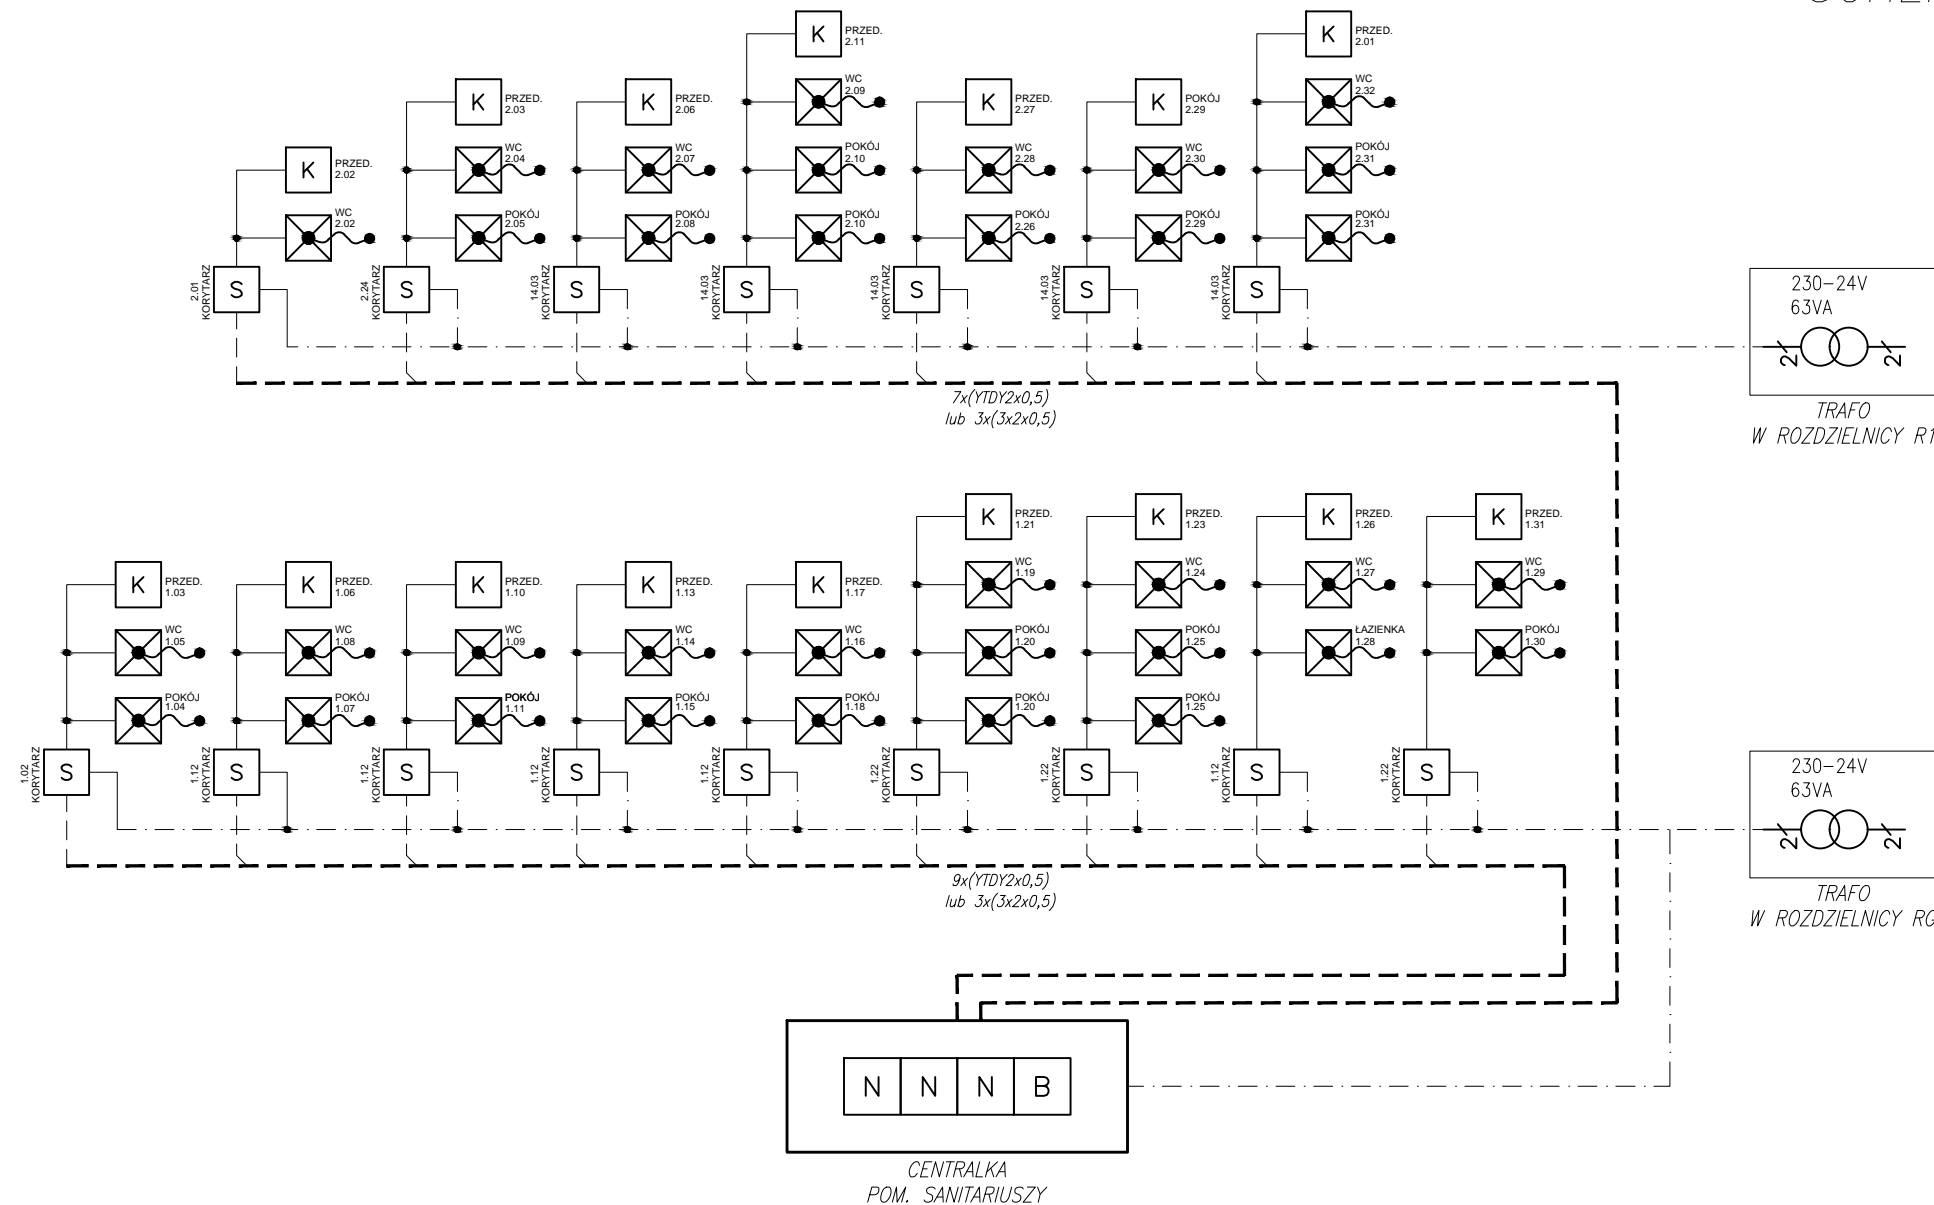 K PRZED.
2.11
K PRZED.
2.01
K PRZED.
2.03
K PRZED.
2.06
WC
2.09
K PRZED.
2.27
K POKÓJ
2.29
WC
2.32
K PRZED.
2.02
WC
2.04
WC
2.07
POKÓJ
2.10
WC
2.28
WC
2.30
POKÓJ
2.31
WC
2.02
POKÓJ
2.05
POKÓJ
2.08
POKÓJ
2.10
POKÓJ
2.26
POKÓJ
2.29
POKÓJ
2.31
2.01
KORYTARZ
S
2.24
KORYTARZ
S
14.03
KORYTARZ
S
14.03
KORYTARZ
S
14.03
KORYTARZ
S
14.03
KORYTARZ
S
14.03
KORYTARZ
S
230-24V
63VA
2 2
TRAFO
W ROZDZIELNICY R1
7x(YTDY2x0,5)
lub 3x(3x2x0,5)
K PRZED.
1.21
K PRZED.
1.23
K PRZED.
1.26
K PRZED.
1.31
K PRZED.
1.03
K PRZED.
1.06
K PRZED.
1.10
K PRZED.
1.13
K PRZED.
1.17
WC
1.19
WC
1.24
WC
1.27
WC
1.29
WC
1.05
WC
1.08
WC
1.09
WC
1.14
WC
1.16
POKÓJ
1.20
POKÓJ
1.25
ŁAZIENKA
1.28
POKÓJ
1.30
POKÓJ
1.04
POKÓJ
1.07
POKÓJ
1.11
POKÓJ
1.15
POKÓJ
1.18
POKÓJ
1.20
POKÓJ
1.25
1.02
KORYTARZ
S
1.12
KORYTARZ
S
1.12
KORYTARZ
S
1.12
KORYTARZ
S
1.12
KORYTARZ
S
1.22
KORYTARZ
S
1.22
KORYTARZ
S
1.12
KORYTARZ
S
1.22
KORYTARZ
S
230-24V
63VA
2 2
TRAFO
W ROZDZIELNICY RG
9x(YTDY2x0,5)
lub 3x(3x2x0,5)
N N N B
CENTRALKA
POM. SANITARIUSZY